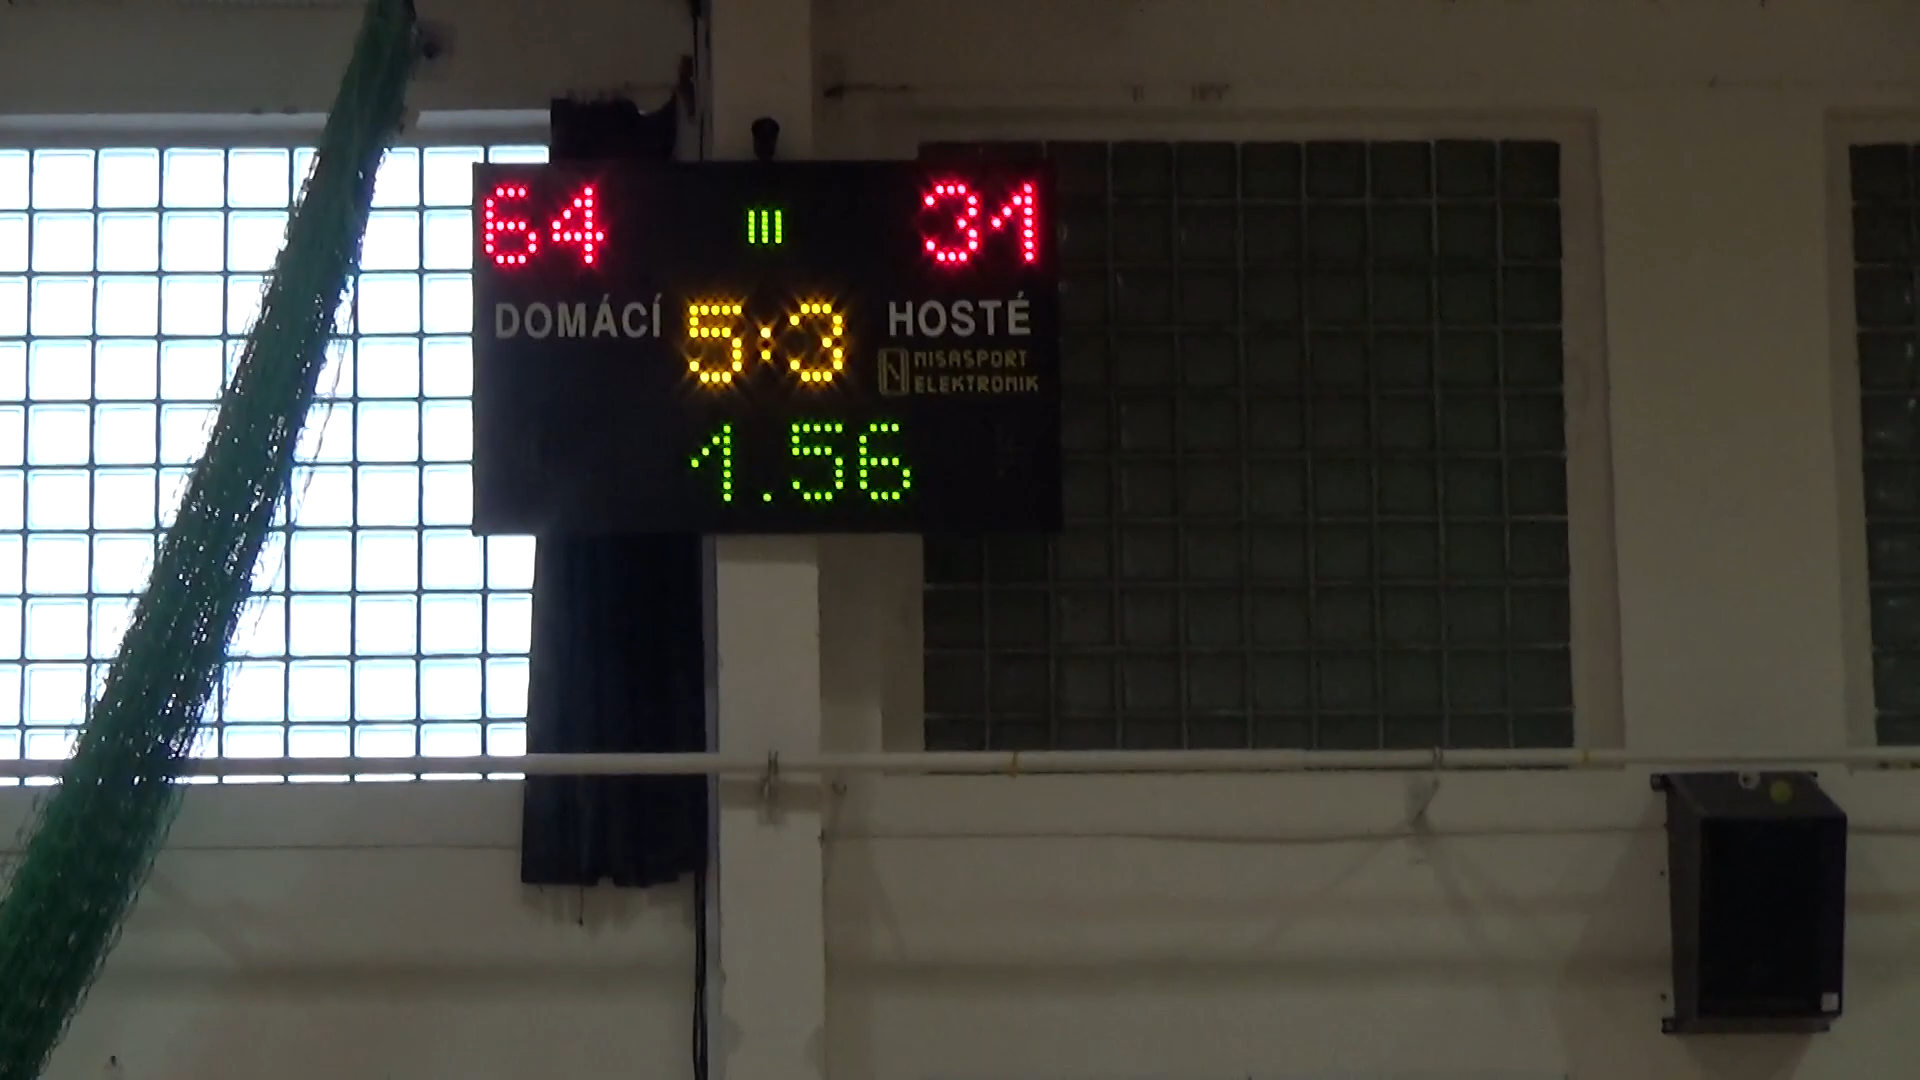 64 III 31
DOMÁCÍ 5:3 HOSTÉ
NISASPORT
ELEKTRONIK
1.56